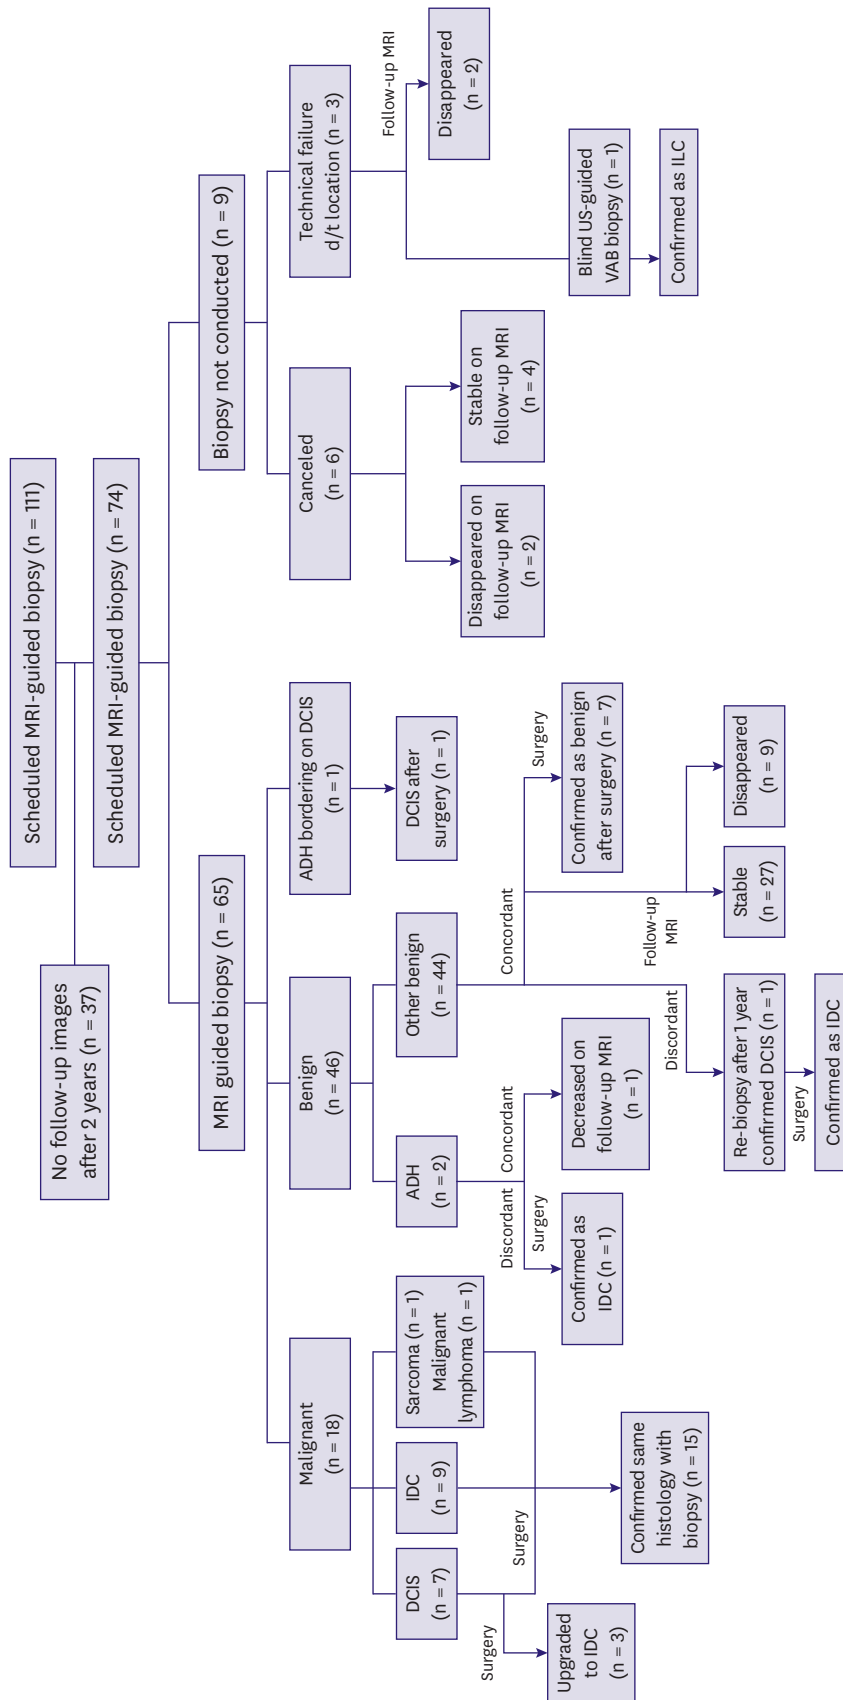 Scheduled MRI-guided biopsy (n = 111)
No follow-up images
after 2 years (n = 37)
Scheduled MRI-guided biopsy (n = 74)
MRI guided biopsy (n = 65)
Biopsy not conducted (n = 9)
Malignant
(n = 18)
Benign
(n = 46)
ADH bordering on DCIS
(n = 1)
Canceled
(n = 6)
Technical failure
d/t location (n = 3)
DCIS
(n = 7)
IDC
(n = 9)
Sarcoma (n = 1)
Malignant
lymphoma (n = 1)
ADH
(n = 2)
Other benign
(n = 44)
DCIS after
surgery (n = 1)
Follow-up MRI
Disappeared
(n = 2)
Disappeared on
follow-up MRI
(n = 2)
Stable on
follow-up MRI
(n = 4)
Surgery
Surgery
Discordant
Surgery
Concordant
Concordant
Surgery
Upgraded
to IDC
(n = 3)
Confirmed same
histology with
biopsy (n = 15)
Confirmed as
IDC (n = 1)
Decreased on
follow-up MRI
(n = 1)
Confirmed as benign
after surgery (n = 7)
Blind US-guided
VAB biopsy (n = 1)
Confirmed as ILC
Discordant
Follow-up
MRI
Re-biopsy after 1 year
confirmed DCIS (n = 1)
Stable
(n = 27)
Disappeared
(n = 9)
Surgery
Confirmed as IDC